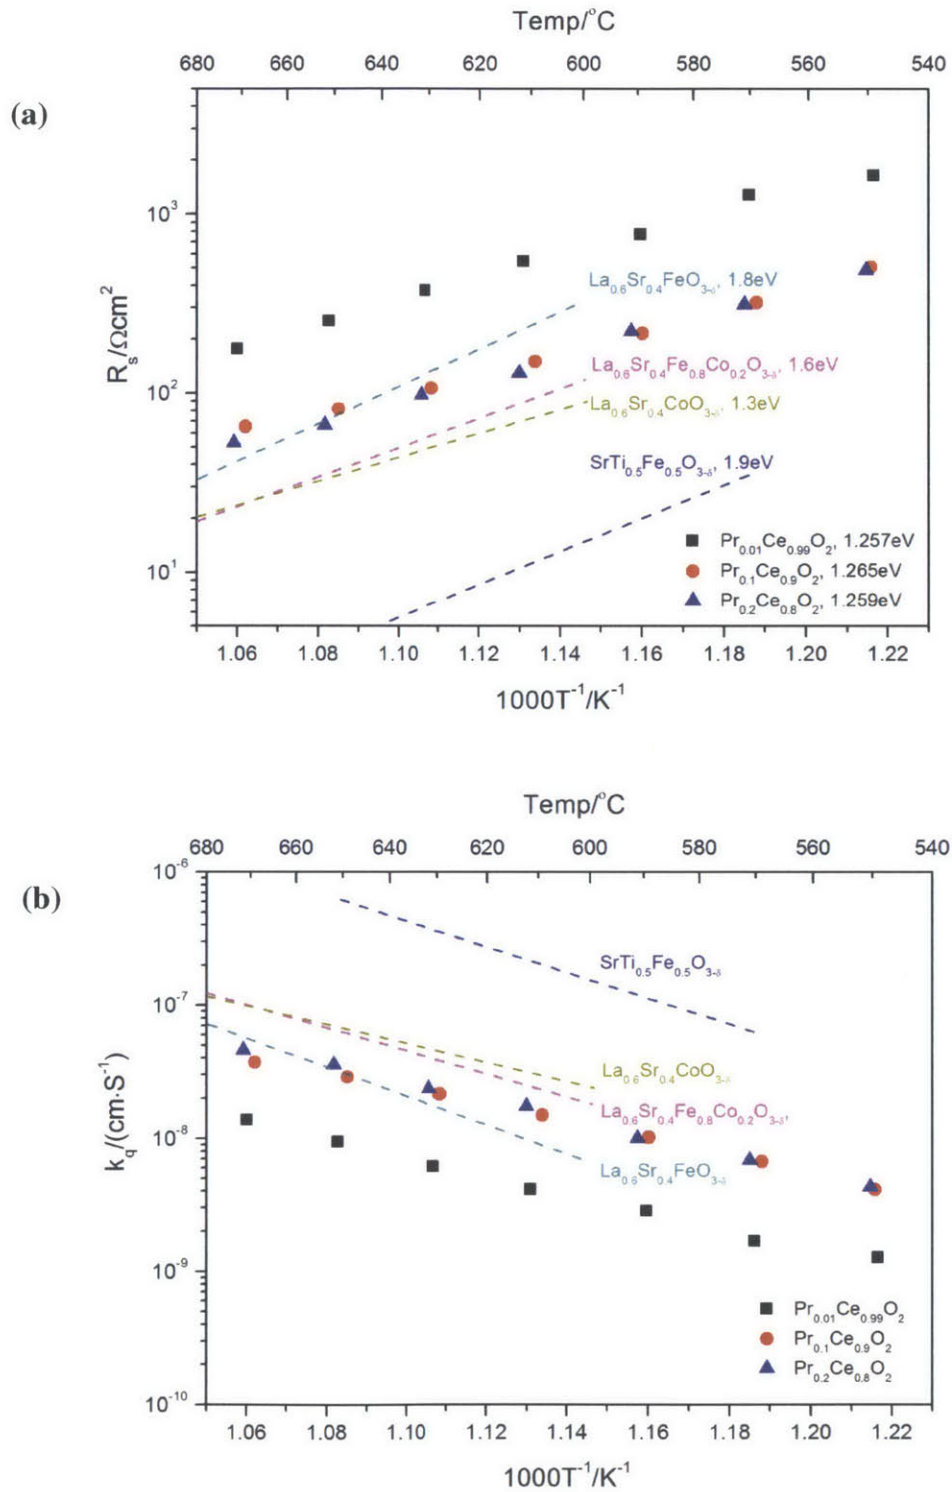 (a)
Temp/°C
680 660 640 620 600 580 560 540
R_s/Ωcm²
10³
10²
10¹
La₀.₆Sr₀.₄FeO₃₋δ, 1.8eV
La₀.₆Sr₀.₄Fe₀.₈Co₀.₂O₃₋δ, 1.6eV
La₀.₆Sr₀.₄CoO₃₋δ, 1.3eV
SrTi₀.₅Fe₀.₅O₃₋δ, 1.9eV
Pr₀.₀₁Ce₀.₉₉O₂, 1.257eV
Pr₀.₁Ce₀.₉O₂, 1.265eV
Pr₀.₂Ce₀.₈O₂, 1.259eV
1.06 1.08 1.10 1.12 1.14 1.16 1.18 1.20 1.22
1000T⁻¹/K⁻¹
(b)
Temp/°C
680 660 640 620 600 580 560 540
k_q/(cm·S⁻¹)
10⁻⁶
10⁻⁷
10⁻⁸
10⁻⁹
10⁻¹⁰
SrTi₀.₅Fe₀.₅O₃₋δ
La₀.₆Sr₀.₄CoO₃₋δ
La₀.₆Sr₀.₄Fe₀.₈Co₀.₂O₃₋δ,
La₀.₆Sr₀.₄FeO₃₋δ
Pr₀.₀₁Ce₀.₉₉O₂
Pr₀.₁Ce₀.₉O₂
Pr₀.₂Ce₀.₈O₂
1.06 1.08 1.10 1.12 1.14 1.16 1.18 1.20 1.22
1000T⁻¹/K⁻¹